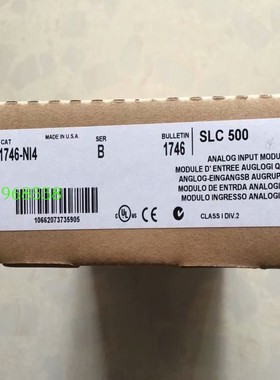 CAT MADE IN U.S.A. SER BULLETIN
1746-NI4 B 1746 SLC 500
ANALOG INPUT MODU
MODULE D' ENTREE AUGLOGI Q
ANGLOG-EINGANGSB AUGRUP
MODULO DE ENTRDA ANALOGI
MODULO INGRESSO ANALOGI
CLASS I DIV.2
10662073735905